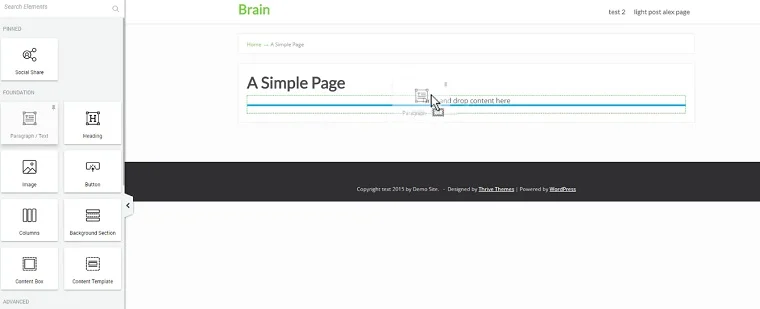 Search Elements
PINNED
Social Share
FOUNDATION
Paragraph / Text
Heading
Image
Button
Columns
Background Section
Content Box
Content Template
ADVANCED
Brain
test 2 light post alex page
Home → A Simple Page
A Simple Page
and drop content here
Copyright text 2015 by Demo Site. - Designed by Thrive Themes | Powered by WordPress